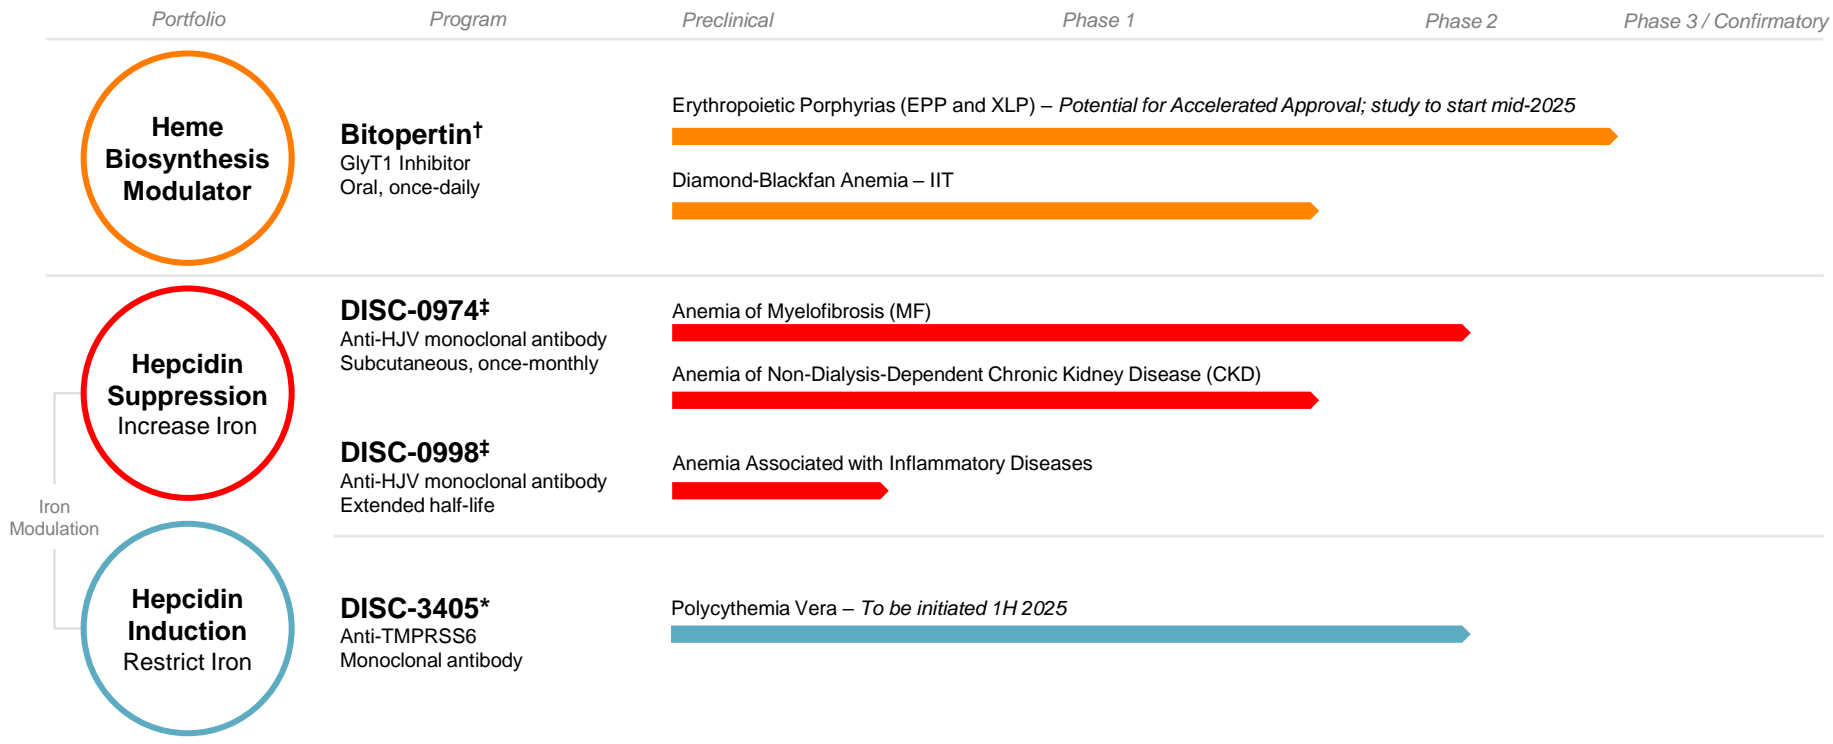 Portfolio
Program
Preclinical
Phase 1
Phase 2
Phase 3 / Confirmatory
Heme
Biosynthesis
Modulator
Bitopertin†
GlyT1 Inhibitor
Oral, once-daily
Erythropoietic Porphyrias (EPP and XLP) – Potential for Accelerated Approval; study to start mid-2025
Diamond-Blackfan Anemia – IIT
Hepcidin
Suppression
Increase Iron
DISC-0974‡
Anti-HJV monoclonal antibody
Subcutaneous, once-monthly
Anemia of Myelofibrosis (MF)
Anemia of Non-Dialysis-Dependent Chronic Kidney Disease (CKD)
DISC-0998‡
Anti-HJV monoclonal antibody
Extended half-life
Anemia Associated with Inflammatory Diseases
Iron
Modulation
Hepcidin
Induction
Restrict Iron
DISC-3405*
Anti-TMPRSS6
Monoclonal antibody
Polycythemia Vera – To be initiated 1H 2025